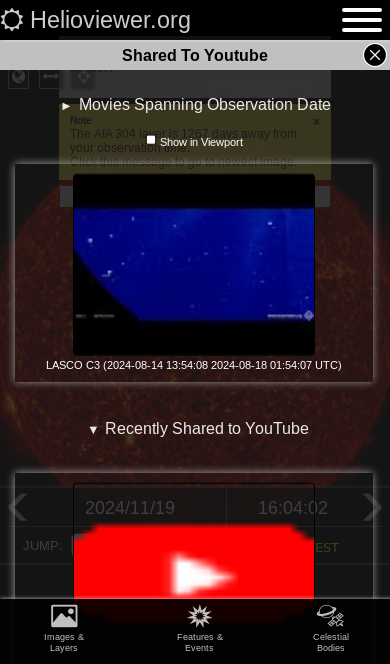 Helioviewer.org
Shared To Youtube
► Movies Spanning Observation Date
Note
×
The AIA 304 layer is 1267 days away from
your observation time.
Show in Viewport
Click this message to go to newest image.
LASCO C3 (2024-08-14 13:54:08 2024-08-18 01:54:07 UTC)
▼ Recently Shared to YouTube
2024/11/19
16:04:02
JUMP:
EST
Images &
Layers
Features &
Events
Celestial
Bodies